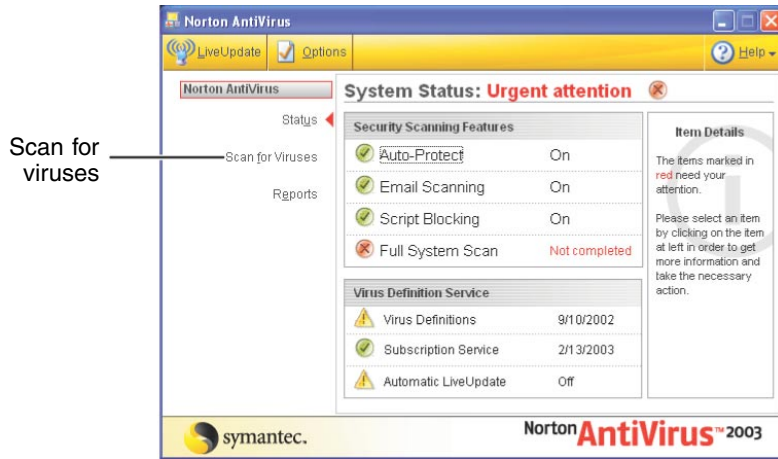 Norton AntiVirus
LiveUpdate
Options
Help
Norton AntiVirus
Status
Scan for Viruses
Reports
Scan for
viruses
System Status: Urgent attention
Security Scanning Features
Auto-Protect On
Email Scanning On
Script Blocking On
Full System Scan Not completed
Virus Definition Service
Virus Definitions 9/10/2002
Subscription Service 2/13/2003
Automatic LiveUpdate Off
Item Details
The items marked in
red need your
attention.
Please select an item
by clicking on the item
at left in order to get
more information and
take the necessary
action.
symantec.
Norton AntiVirus™ 2003